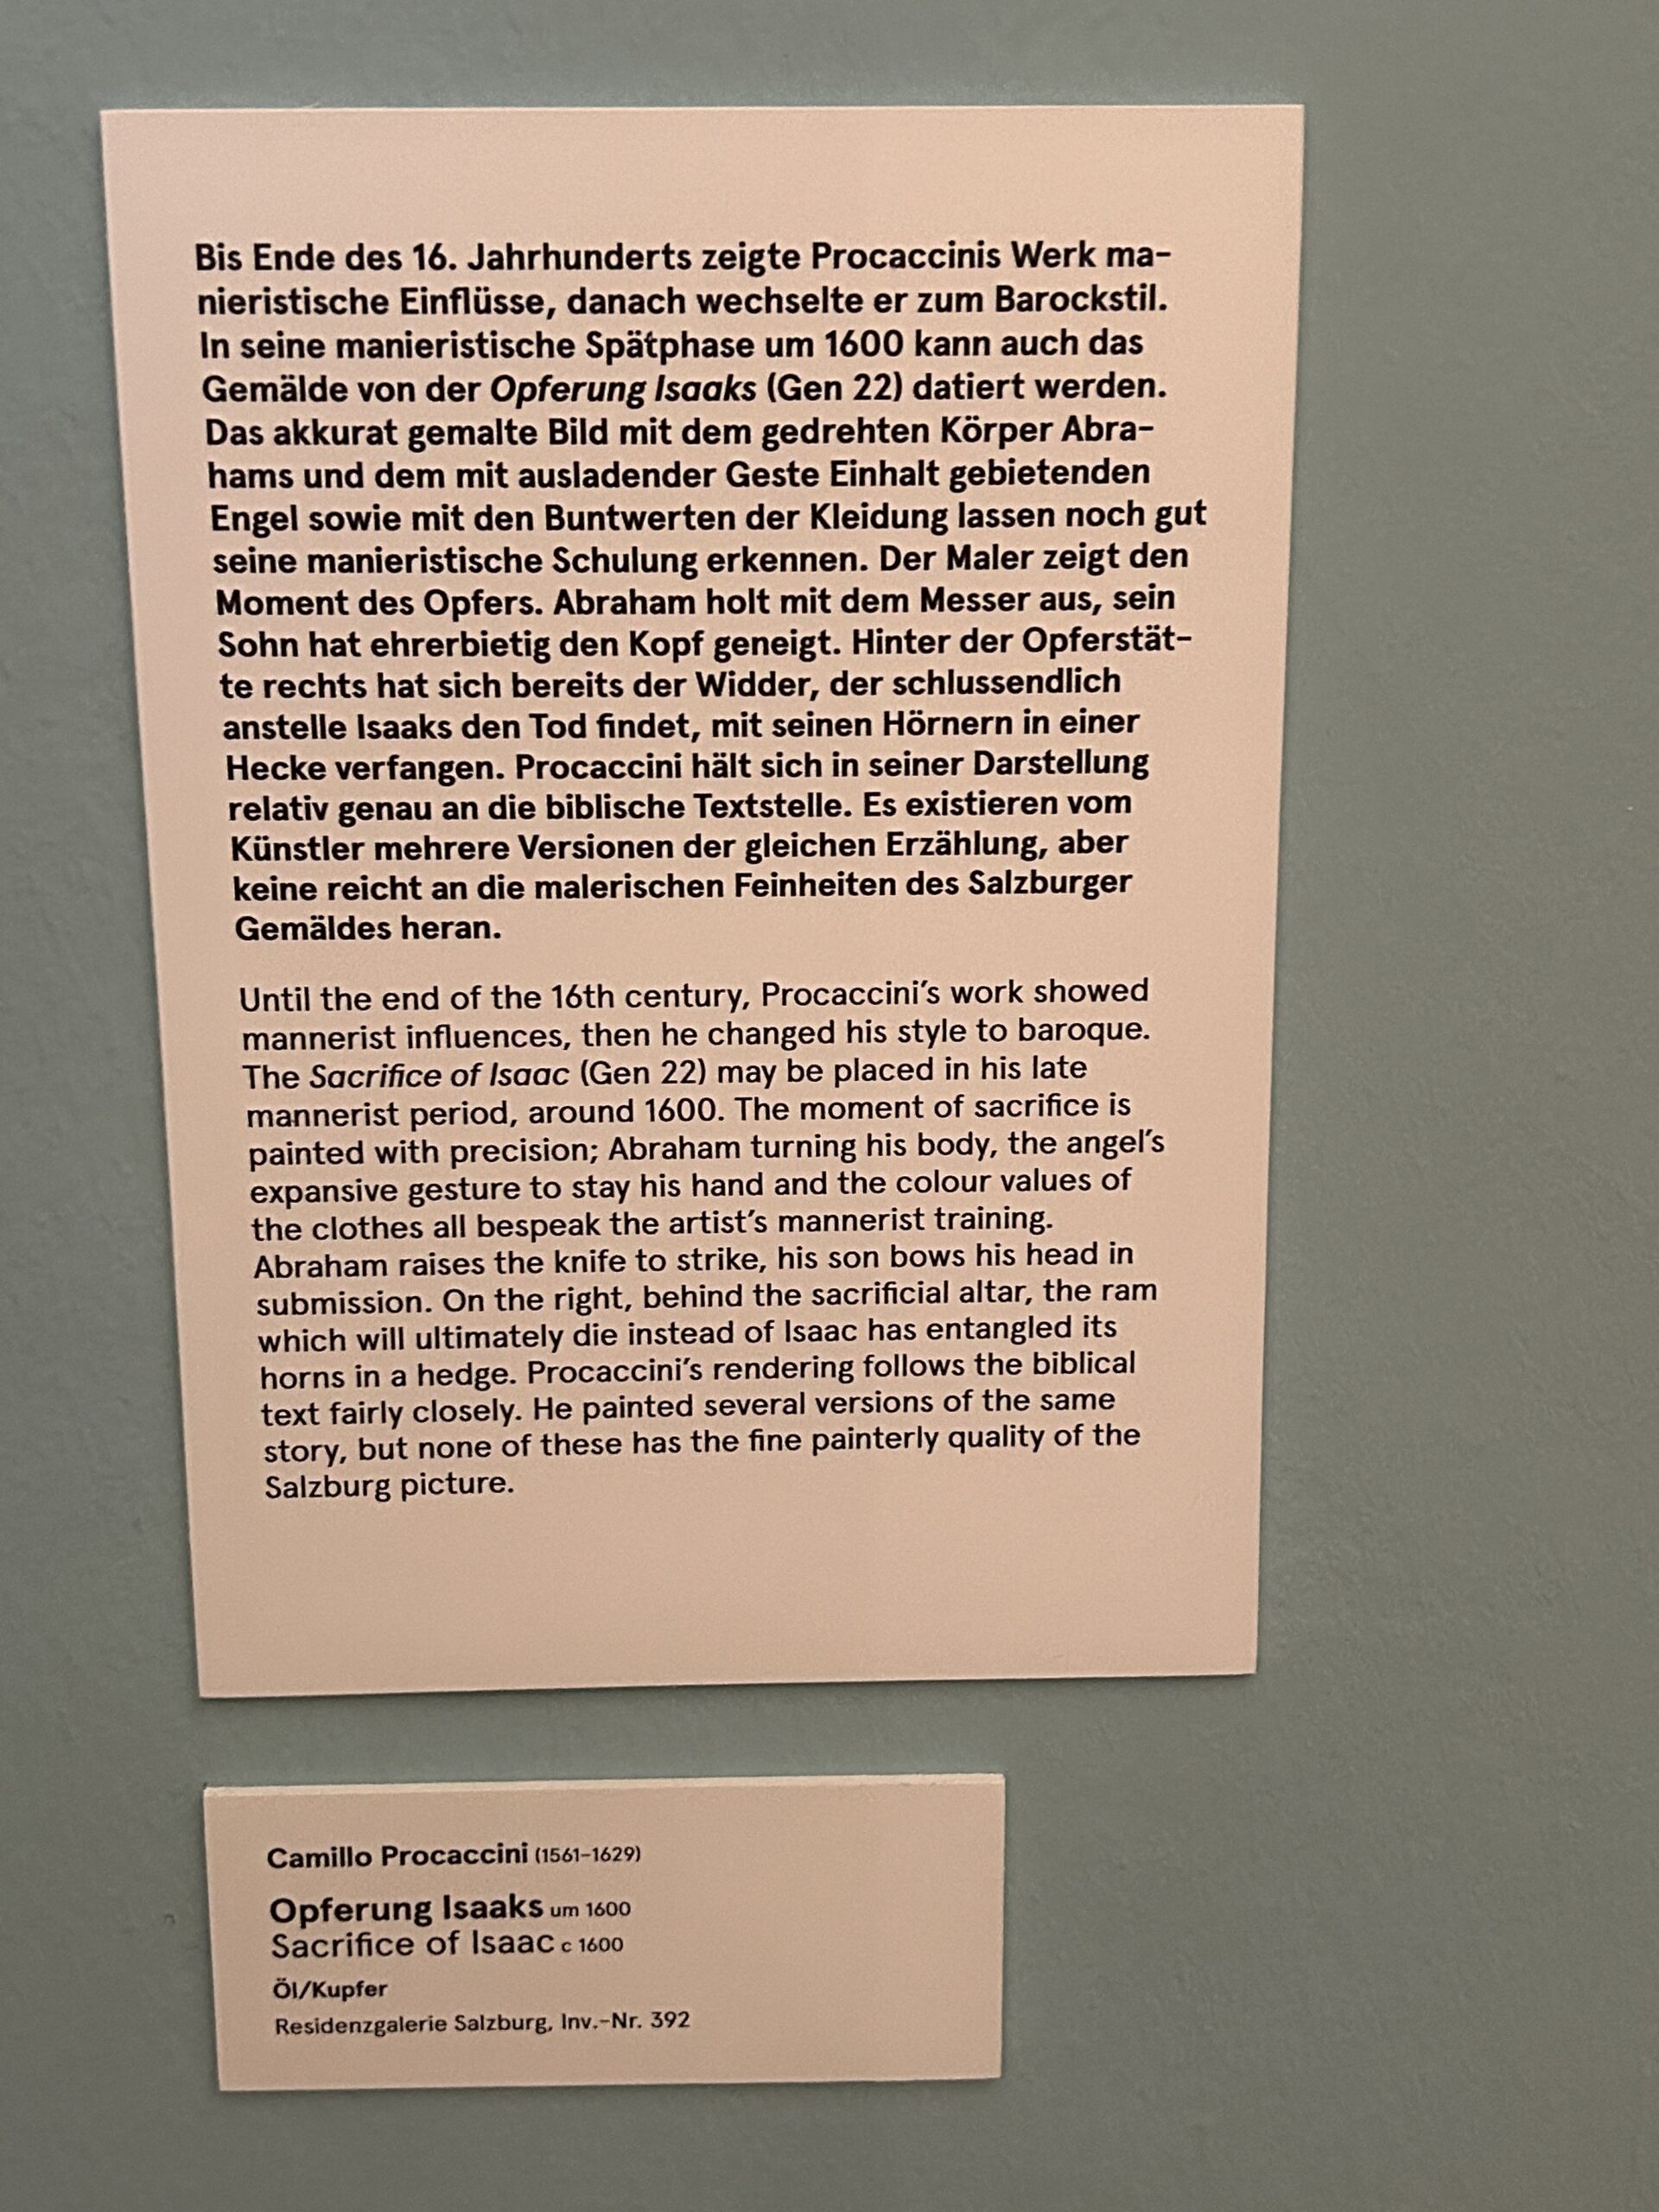 Bis Ende des 16. Jahrhunderts zeigte Procaccinis Werk ma-
nieristische Einflüsse, danach wechselte er zum Barockstil.
In seine manieristische Spätphase um 1600 kann auch das
Gemälde von der Opferung Isaaks (Gen 22) datiert werden.
Das akkurat gemalte Bild mit dem gedrehten Körper Abra-
hams und dem mit ausladender Geste Einhalt gebietenden
Engel sowie mit den Buntwerten der Kleidung lassen noch gut
seine manieristische Schulung erkennen. Der Maler zeigt den
Moment des Opfers. Abraham holt mit dem Messer aus, sein
Sohn hat ehrerbietig den Kopf geneigt. Hinter der Opferstät-
te rechts hat sich bereits der Widder, der schlussendlich
anstelle Isaaks den Tod findet, mit seinen Hörnern in einer
Hecke verfangen. Procaccini hält sich in seiner Darstellung
relativ genau an die biblische Textstelle. Es existieren vom
Künstler mehrere Versionen der gleichen Erzählung, aber
keine reicht an die malerischen Feinheiten des Salzburger
Gemäldes heran.
Until the end of the 16th century, Procaccini's work showed
mannerist influences, then he changed his style to baroque.
The Sacrifice of Isaac (Gen 22) may be placed in his late
mannerist period, around 1600. The moment of sacrifice is
painted with precision; Abraham turning his body, the angel's
expansive gesture to stay his hand and the colour values of
the clothes all bespeak the artist's mannerist training.
Abraham raises the knife to strike, his son bows his head in
submission. On the right, behind the sacrificial altar, the ram
which will ultimately die instead of Isaac has entangled its
horns in a hedge. Procaccini's rendering follows the biblical
text fairly closely. He painted several versions of the same
story, but none of these has the fine painterly quality of the
Salzburg picture.
Camillo Procaccini (1561–1629)
Opferung Isaaks um 1600
Sacrifice of Isaac c 1600
Öl/Kupfer
Residenzgalerie Salzburg, Inv.-Nr. 392